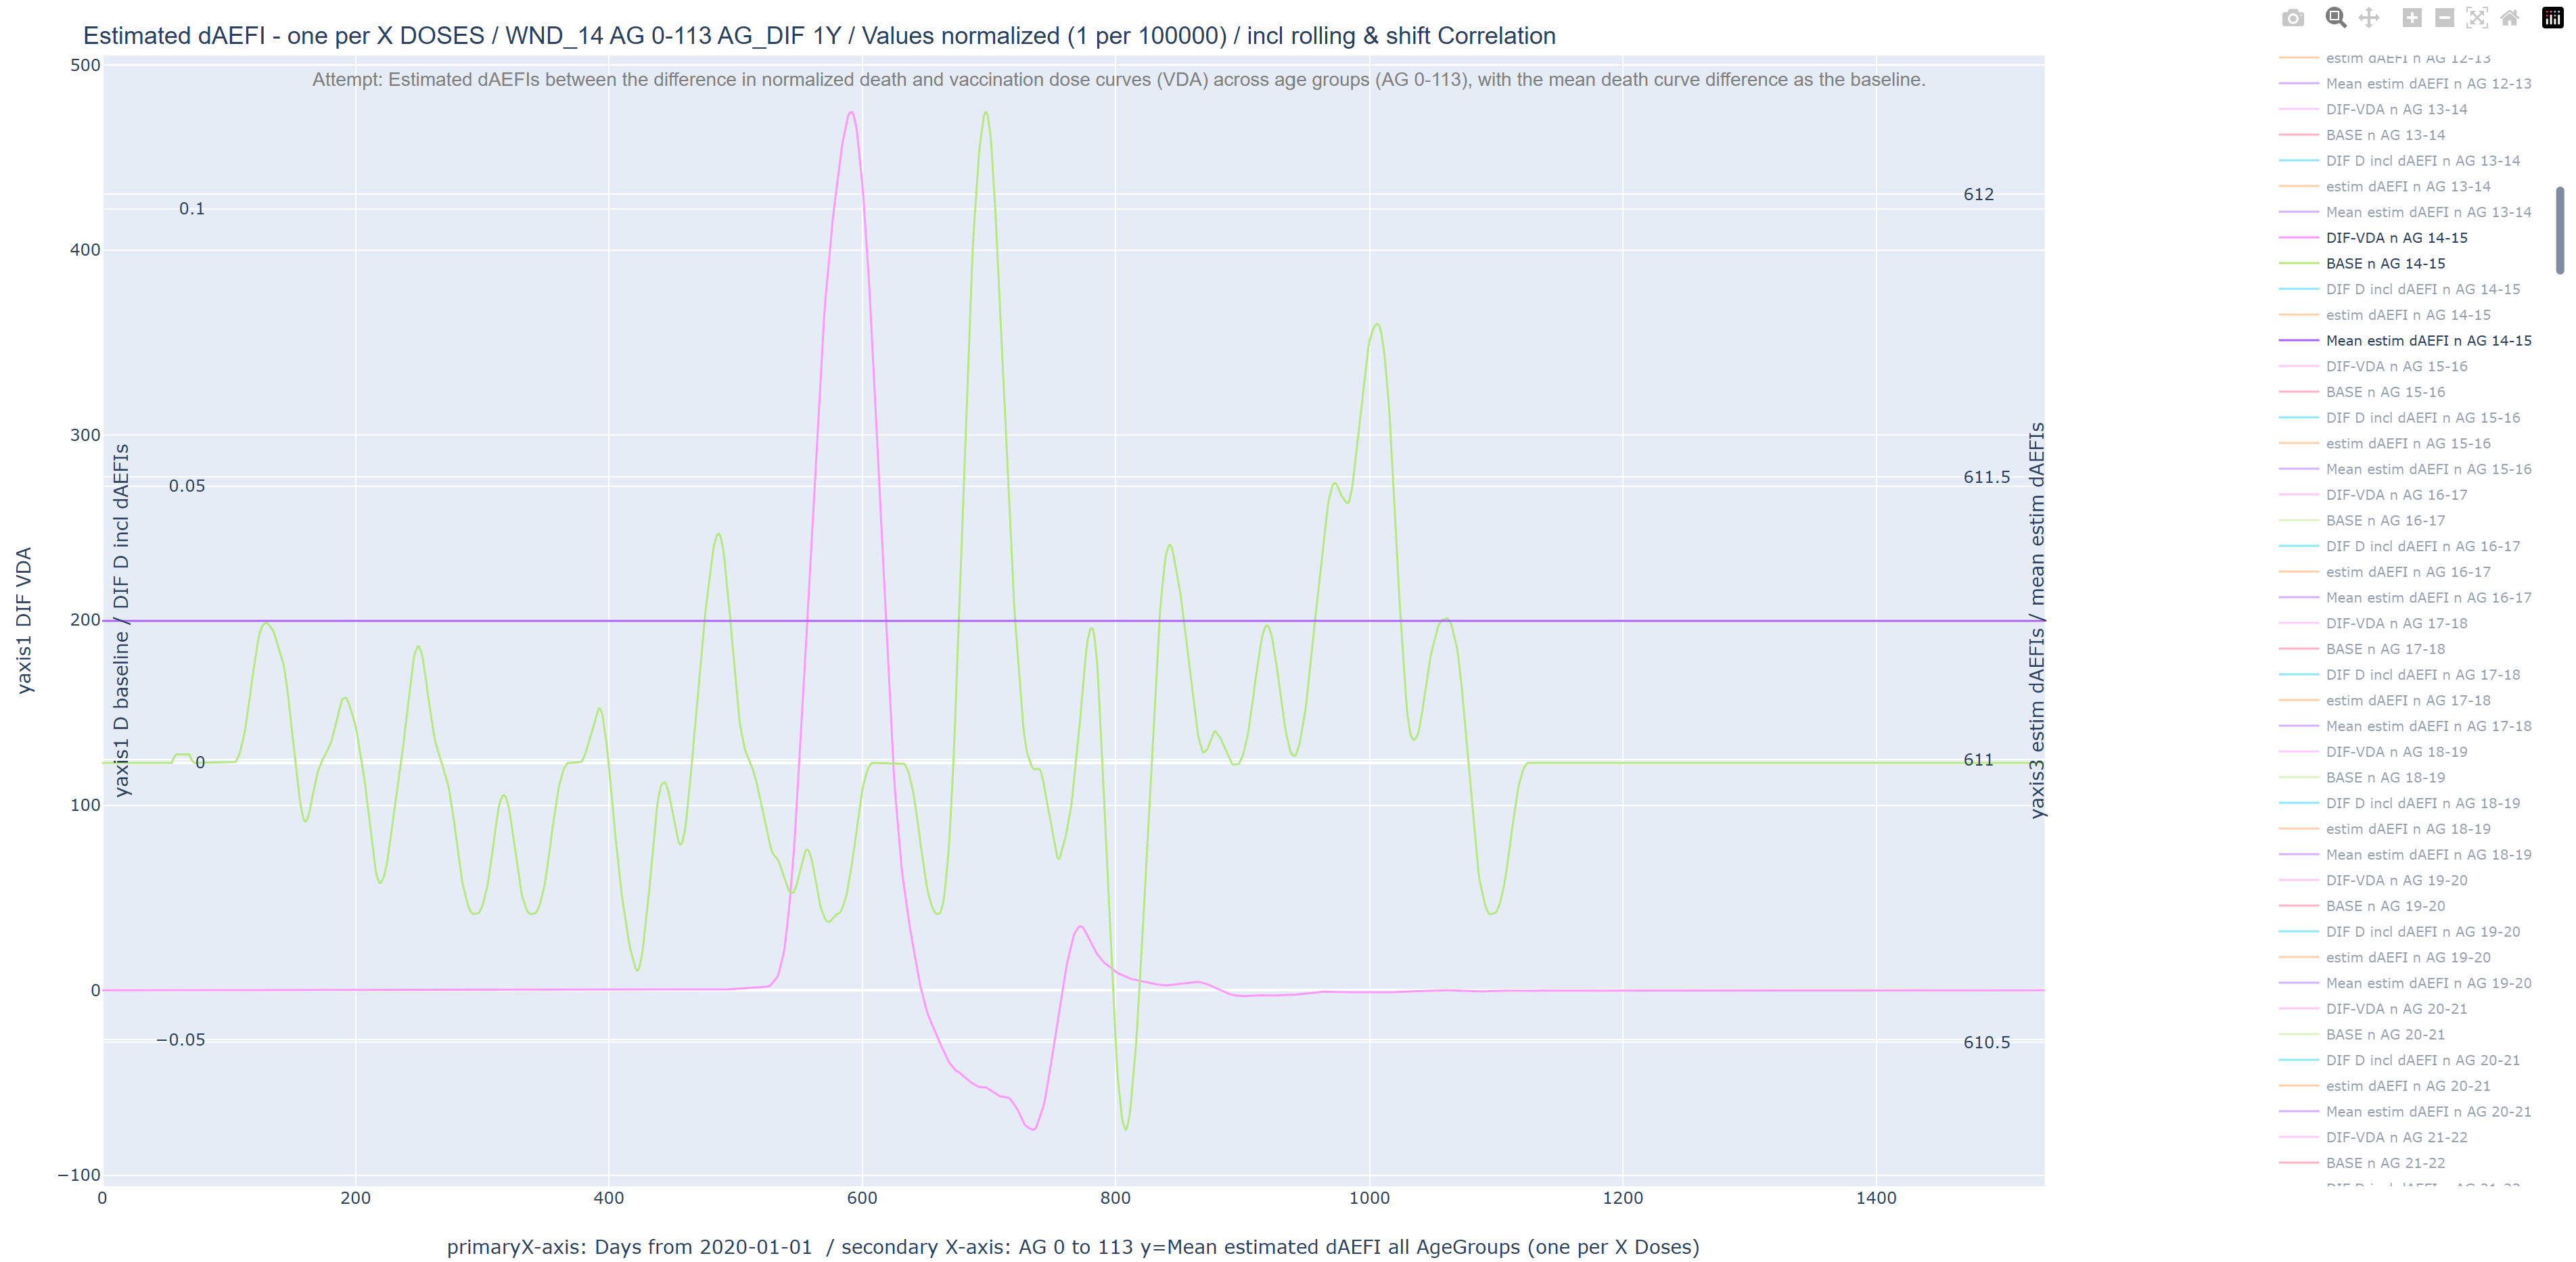 Estimated dAEFI - one per X DOSES / WND_14 AG 0-113 AG_DIF 1Y / Values normalized (1 per 100000) / incl rolling & shift Correlation
Attempt: Estimated dAEFIs between the difference in normalized death and vaccination dose curves (VDA) across age groups (AG 0-113), with the mean death curve difference as the baseline.
500
400
300
200
100
0
−100
yaxis1 DIF VDA
0.1
0.05
0
−0.05
yaxis1 D baseline / DIF D incl dAEFIs
612
611.5
611
610.5
yaxis3 estim dAEFIs / mean estim dAEFIs
0
200
400
600
800
1000
1200
1400
primaryX-axis: Days from 2020-01-01 / secondary X-axis: AG 0 to 113 y=Mean estimated dAEFI all AgeGroups (one per X Doses)
estim dAEFI n AG 12-13
Mean estim dAEFI n AG 12-13
DIF-VDA n AG 13-14
BASE n AG 13-14
DIF D incl dAEFI n AG 13-14
estim dAEFI n AG 13-14
Mean estim dAEFI n AG 13-14
DIF-VDA n AG 14-15
BASE n AG 14-15
DIF D incl dAEFI n AG 14-15
estim dAEFI n AG 14-15
Mean estim dAEFI n AG 14-15
DIF-VDA n AG 15-16
BASE n AG 15-16
DIF D incl dAEFI n AG 15-16
estim dAEFI n AG 15-16
Mean estim dAEFI n AG 15-16
DIF-VDA n AG 16-17
BASE n AG 16-17
DIF D incl dAEFI n AG 16-17
estim dAEFI n AG 16-17
Mean estim dAEFI n AG 16-17
DIF-VDA n AG 17-18
BASE n AG 17-18
DIF D incl dAEFI n AG 17-18
estim dAEFI n AG 17-18
Mean estim dAEFI n AG 17-18
DIF-VDA n AG 18-19
BASE n AG 18-19
DIF D incl dAEFI n AG 18-19
estim dAEFI n AG 18-19
Mean estim dAEFI n AG 18-19
DIF-VDA n AG 19-20
BASE n AG 19-20
DIF D incl dAEFI n AG 19-20
estim dAEFI n AG 19-20
Mean estim dAEFI n AG 19-20
DIF-VDA n AG 20-21
BASE n AG 20-21
DIF D incl dAEFI n AG 20-21
estim dAEFI n AG 20-21
Mean estim dAEFI n AG 20-21
DIF-VDA n AG 21-22
BASE n AG 21-22